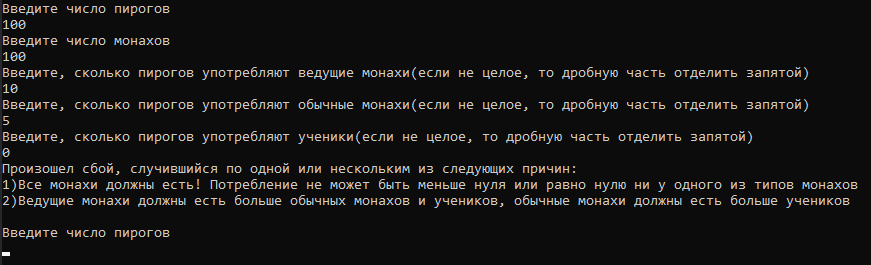 Введите число пирогов
100
Введите число монахов
100
Введите, сколько пирогов употребляют ведущие монахи(если не целое, то дробную часть отделить запятой)
10
Введите, сколько пирогов употребляют обычные монахи(если не целое, то дробную часть отделить запятой)
5
Введите, сколько пирогов употребляют ученики(если не целое, то дробную часть отделить запятой)
0
Произошел сбой, случившийся по одной или нескольким из следующих причин:
1)Все монахи должны есть! Потребление не может быть меньше нуля или равно нулю ни у одного из типов монахов
2)Ведущие монахи должны есть больше обычных монахов и учеников, обычные монахи должны есть больше учеников
Введите число пирогов